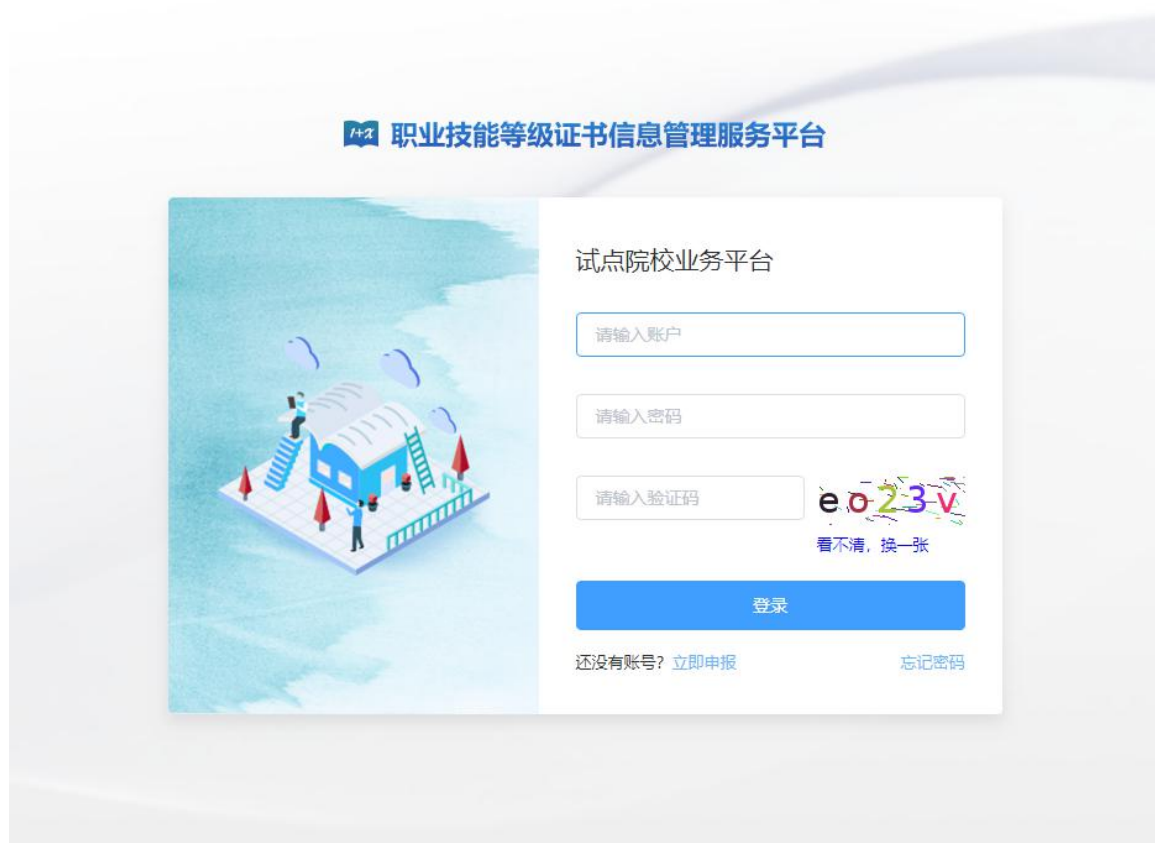 1+X 职业技能等级证书信息管理服务平台
试点院校业务平台
请输入账户
请输入密码
请输入验证码 eo23v
看不清，换一张
登录
还没有账号？立即申报 忘记密码